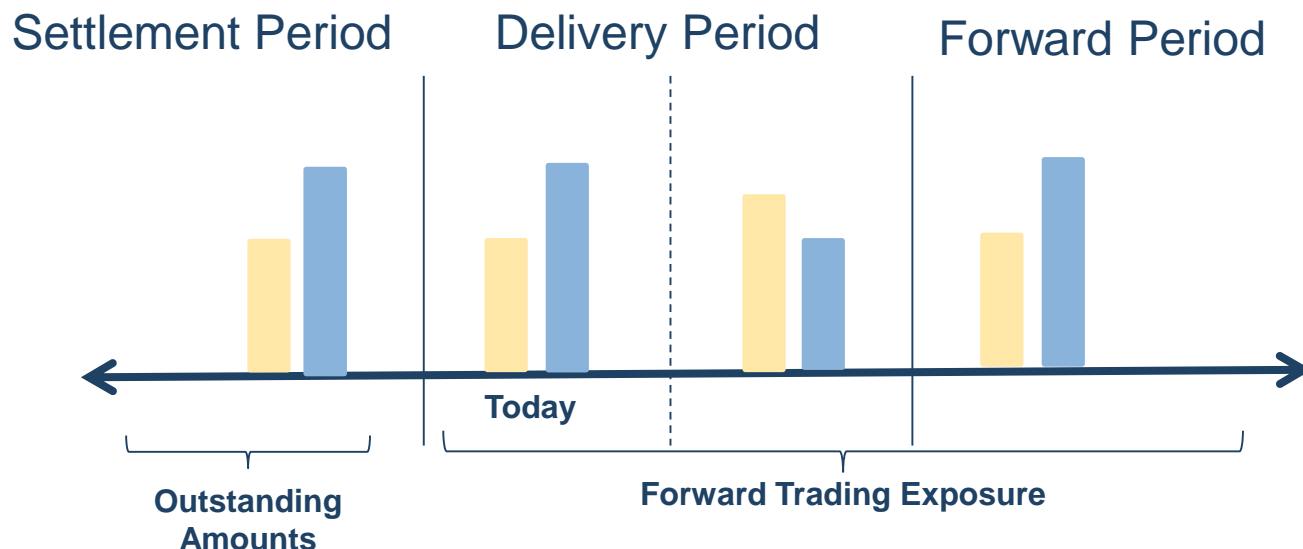 Settlement Period
Delivery Period
Forward Period
Today
Outstanding
Amounts
Forward Trading Exposure